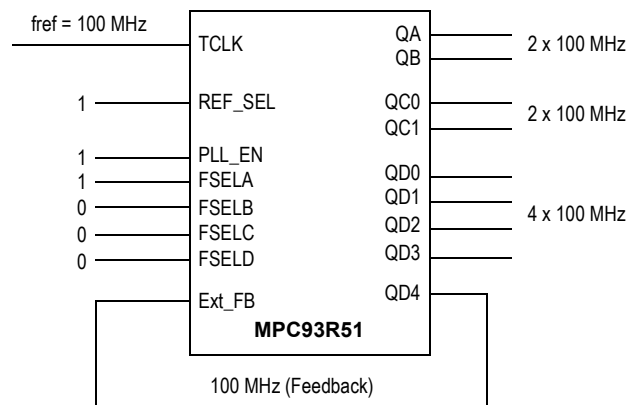 fref = 100 MHz
TCLK
QA
QB
2 x 100 MHz
1
REF_SEL
QC0
QC1
2 x 100 MHz
1
PLL_EN
1
FSELA
0
FSELB
0
FSELC
0
FSELD
QD0
QD1
QD2
QD3
4 x 100 MHz
Ext_FB
QD4
MPC93R51
100 MHz (Feedback)